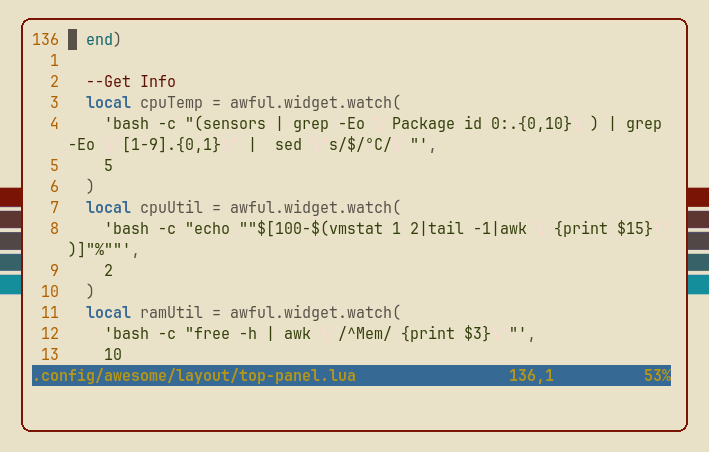 136   end)
1
2   --Get Info
3   local cpuTemp = awful.widget.watch(
4     'bash -c "(sensors | grep -Eo   Package id 0:.{0,10}  ) | grep
-Eo   [1-9].{0,1}   |  sed   s/$/°C/  "',
5     5
6   )
7   local cpuUtil = awful.widget.watch(
8     'bash -c "echo ""$[100-$(vmstat 1 2|tail -1|awk   {print $15}
)]"%""',
9     2
10   )
11   local ramUtil = awful.widget.watch(
12     'bash -c "free -h | awk   /^Mem/ {print $3}  "',
13     10
.config/awesome/layout/top-panel.lua 136,1 53%